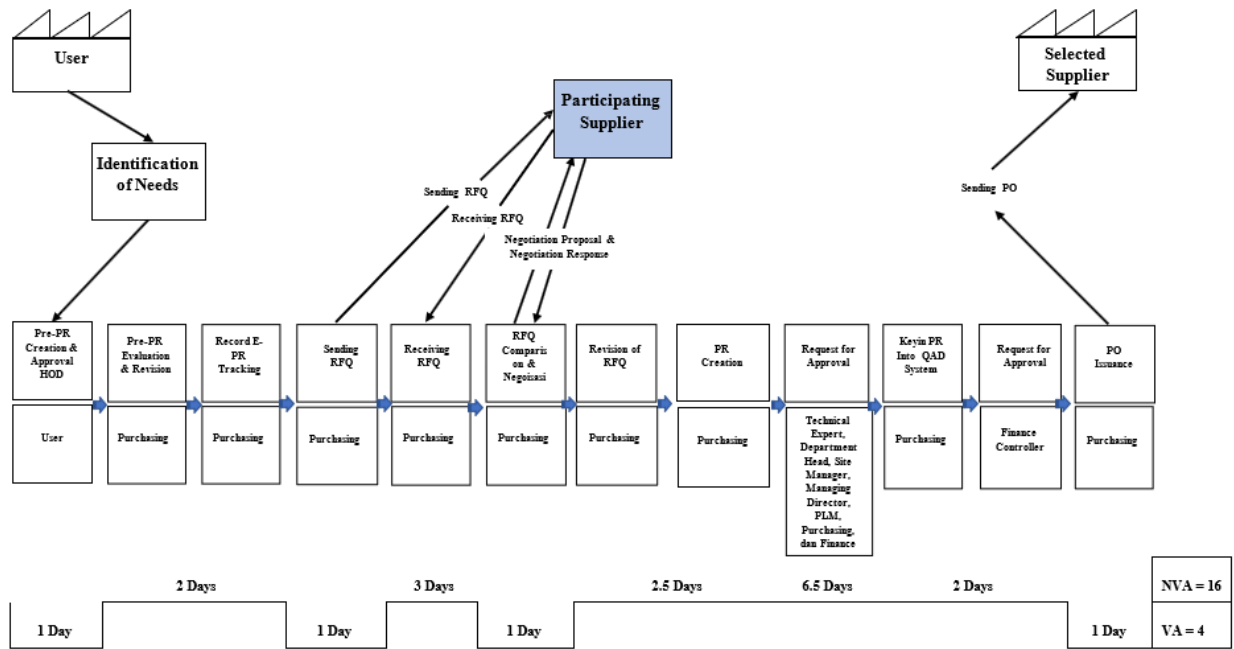 User
Selected
Supplier
Participating
Supplier
Identification
of Needs
Sending RFQ
Sending PO
Receiving RFQ
Negotiation Proposal &
Negotiation Response
Pre-PR
Creation &
Approval
HOD
Pre-PR
Evaluation
& Revision
Record E-
PR
Tracking
Sending
RFQ
Receiving
RFQ
RFQ
Comparis
on &
Negoisasi
Revision of
RFQ
PR
Creation
Request for
Approval
Keyin PR
Into QAD
System
Request for
Approval
PO
Issuance
User
Purchasing
Purchasing
Purchasing
Purchasing
Purchasing
Purchasing
Purchasing
Technical
Expert,
Department
Head, Site
Manager,
Managing
Director,
PLM,
Purchasing,
dan Finance
Purchasing
Finance
Controller
Purchasing
2 Days
3 Days
2.5 Days
6.5 Days
2 Days
NVA = 16
1 Day
1 Day
1 Day
1 Day
VA = 4